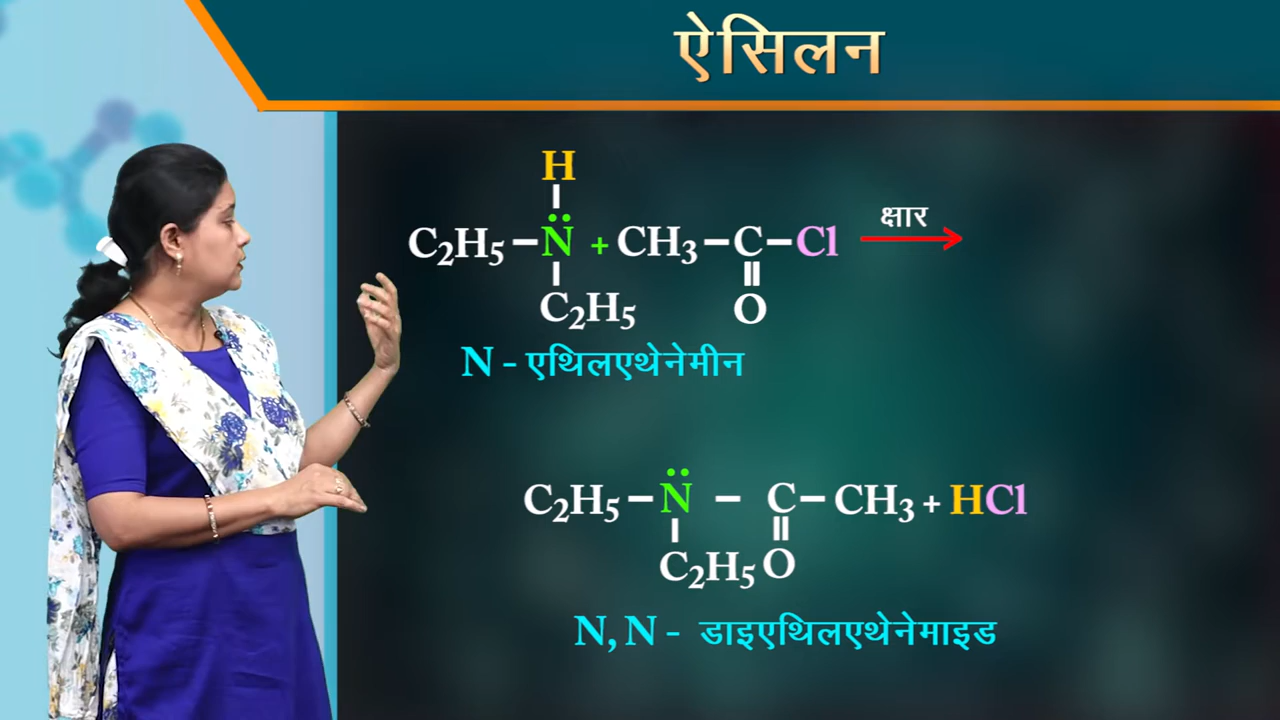 ऐसिलन
H
C₂H₅–N̈ + CH₃–C–Cl क्षार →
C₂H₅ O
N - एथिलएथेनेमीन
C₂H₅–N̈ – C–CH₃ + HCl
C₂H₅ O
N, N - डाइएथिलएथेनेमाइड